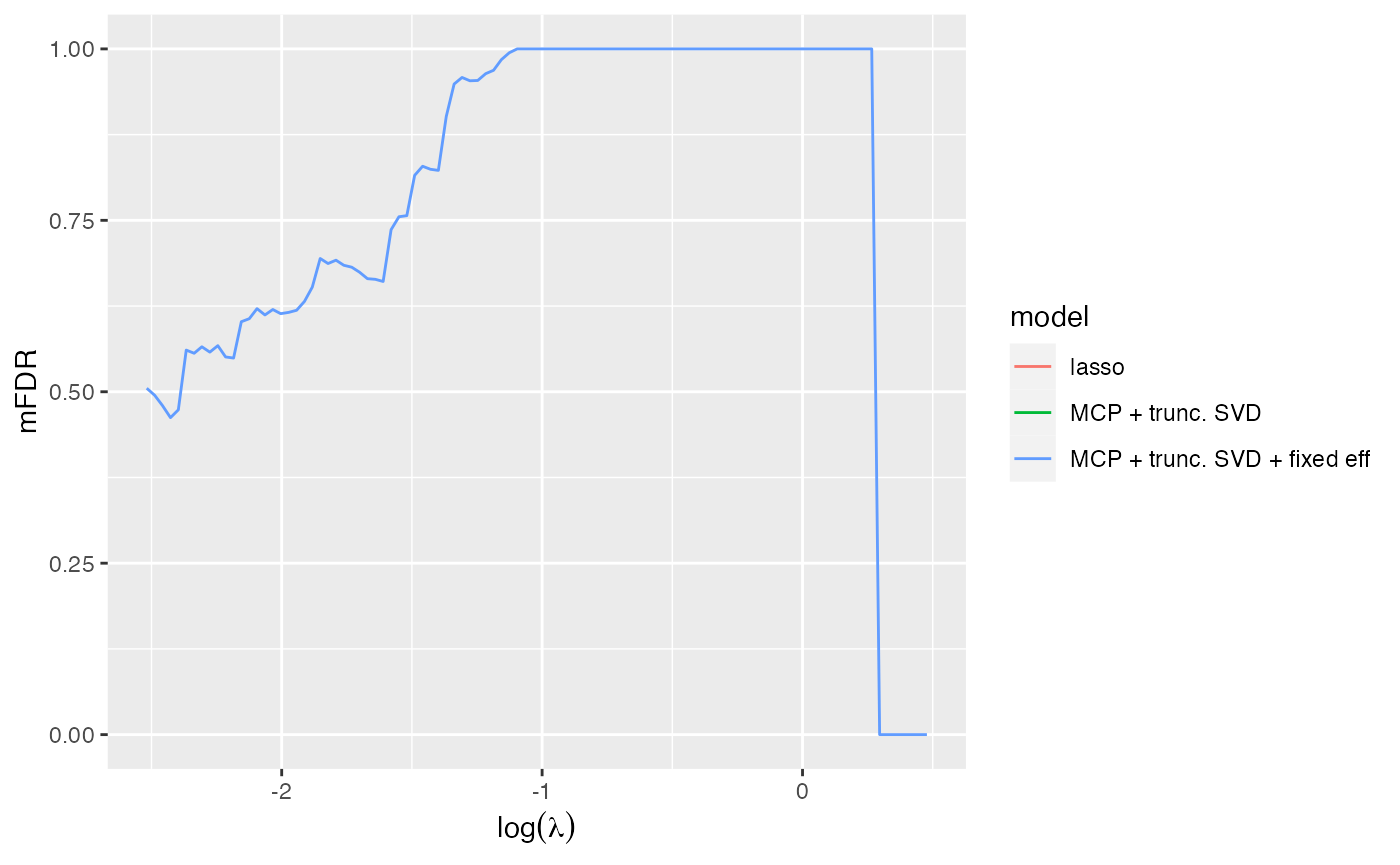 1.00
0.75
0.50
0.25
0.00
mFDR
-2
-1
0
log(λ)
model
lasso
MCP + trunc. SVD
MCP + trunc. SVD + fixed eff